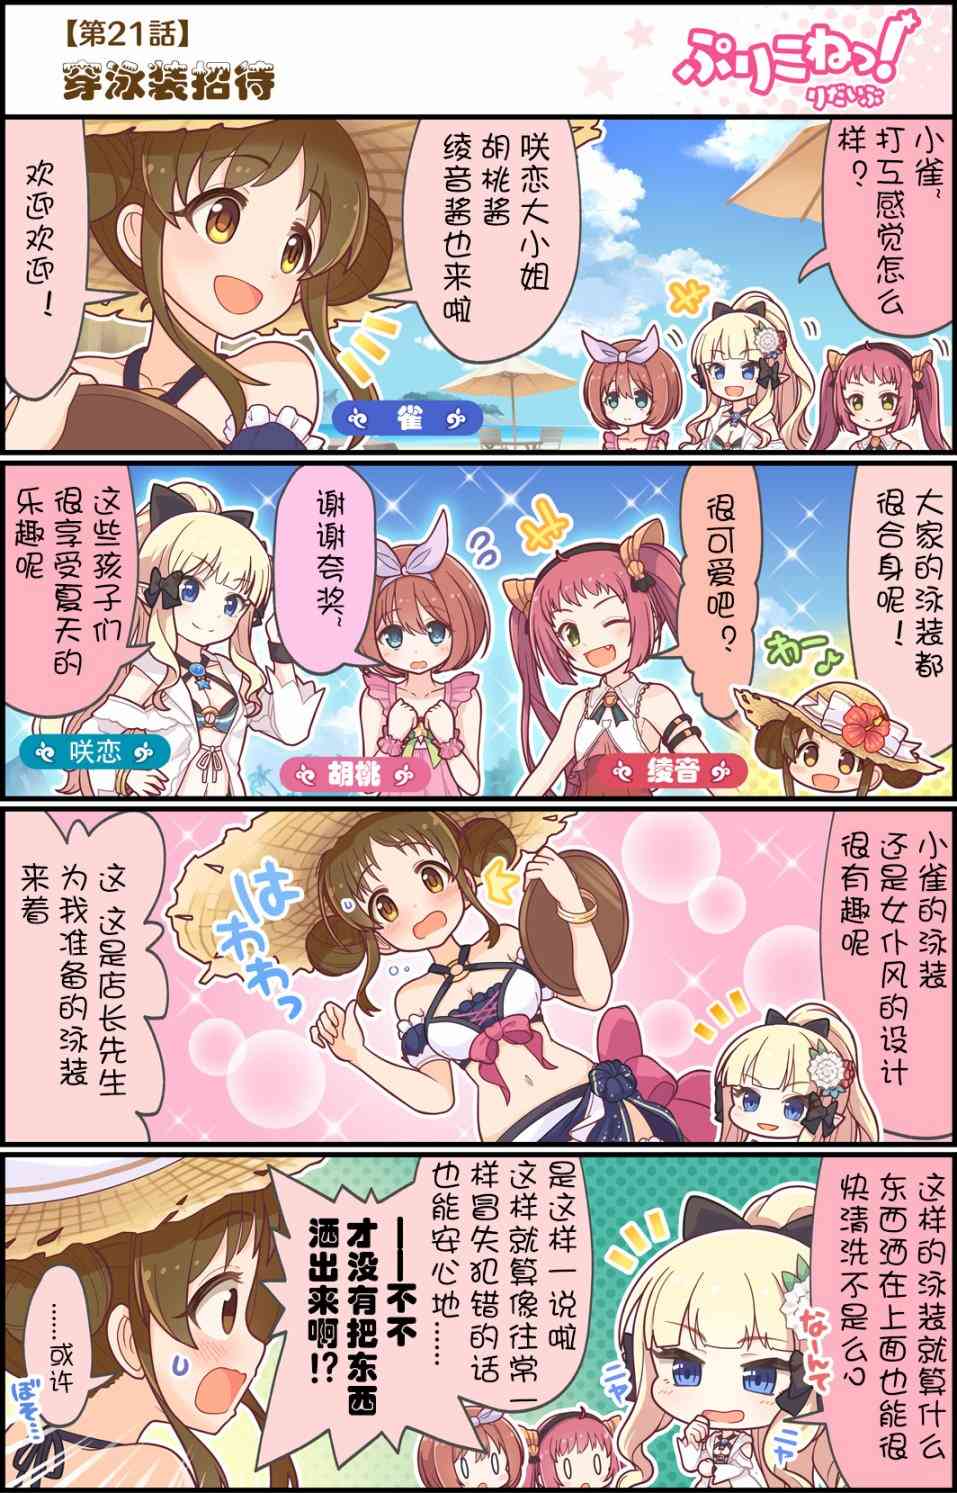 【第21話】
穿泳装招待
ぷりこねっ!
りだいぶ
小雀~
打工感觉怎么
样?
咲恋大小姐
胡桃酱
绫音酱也来啦
欢迎欢迎!
雀
大家的泳装都
很合身呢!
わー♪
很可爱吧?
谢谢夸奖~
这些孩子们
很享受夏天的
乐趣呢
咲恋
胡桃
绫音
小雀的泳装
还是女仆风的设计
很有趣呢
はわわっ
这 这是店长先生
为我准备的泳装
来着
这样的泳装就算什么
东西洒在上面也能很
快清洗不是么?
なーんて
ニヤ
ニヤ
是这样一说啦
这样就算像往常一
样冒失犯错的话
也能安心地……
——不不
才没有把东西
洒出来啊!?
……或许
ぼそ…